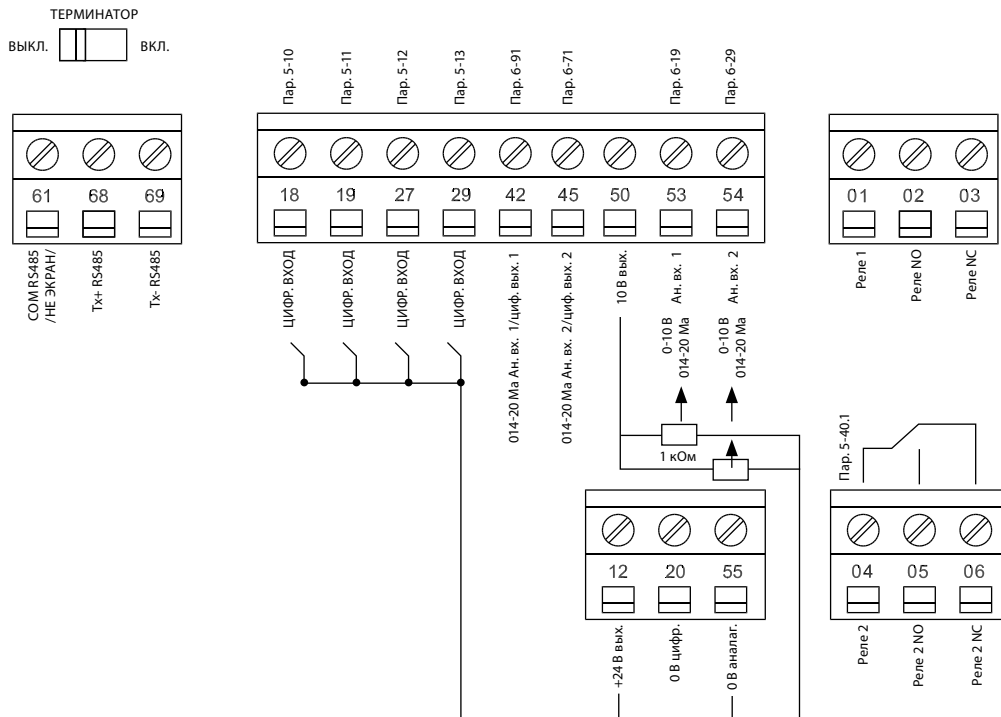 ТЕРМИНАТОР
ВЫКЛ.
ВКЛ.
Пар. 5-10
Пар. 5-11
Пар. 5-12
Пар. 5-13
Пар. 6-91
Пар. 6-71
Пар. 6-19
Пар. 6-29
61
68
69
18
19
27
29
42
45
50
53
54
01
02
03
COM RS485
/НЕ ЭКРАН/
Tx+ RS485
Tx- RS485
ЦИФР. ВХОД
ЦИФР. ВХОД
ЦИФР. ВХОД
ЦИФР. ВХОД
014-20 Ма Ан. вх. 1/циф. вых. 1
014-20 Ма Ан. вх. 2/циф. вых. 2
10 В вых.
Ан. вх. 1
Ан. вх. 2
0-10 В
014-20 Ма
0-10 В
014-20 Ма
Реле 1
Реле NO
Реле NC
1 кОм
Пар. 5-40.1
12
20
55
04
05
06
+24 В вых.
0 В цифр.
0 В аналаг.
Реле 2
Реле 2 NO
Реле 2 NC